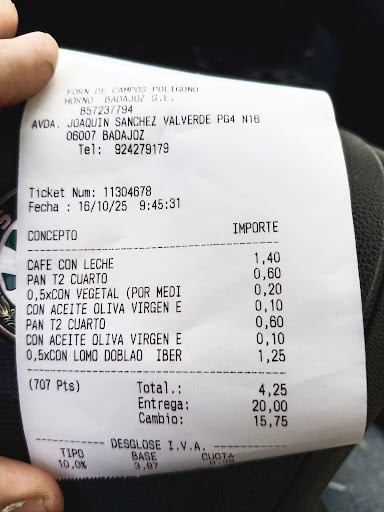 FORN DE CAMPOS POLIGONO
HORNO BADAJOZ S.L.
B57237794
AVDA. JOAQUIN SANCHEZ VALVERDE PG4 N16
06007 BADAJOZ
Tel: 924279179
Ticket Num: 11304678
Fecha : 16/10/25 9:45:31
CONCEPTO IMPORTE
CAFE CON LECHE 1,40
PAN T2 CUARTO 0,60
0,5xCON VEGETAL (POR MEDI 0,20
CON ACEITE OLIVA VIRGEN E 0,10
PAN T2 CUARTO 0,60
CON ACEITE OLIVA VIRGEN E 0,10
0,5xCON LOMO DOBLAO IBER 1,25
(707 Pts) Total.: 4,25
Entrega: 20,00
Cambio: 15,75
DESGLOSE I.V.A.
TIPO BASE CUOTA
10,0% 3,87